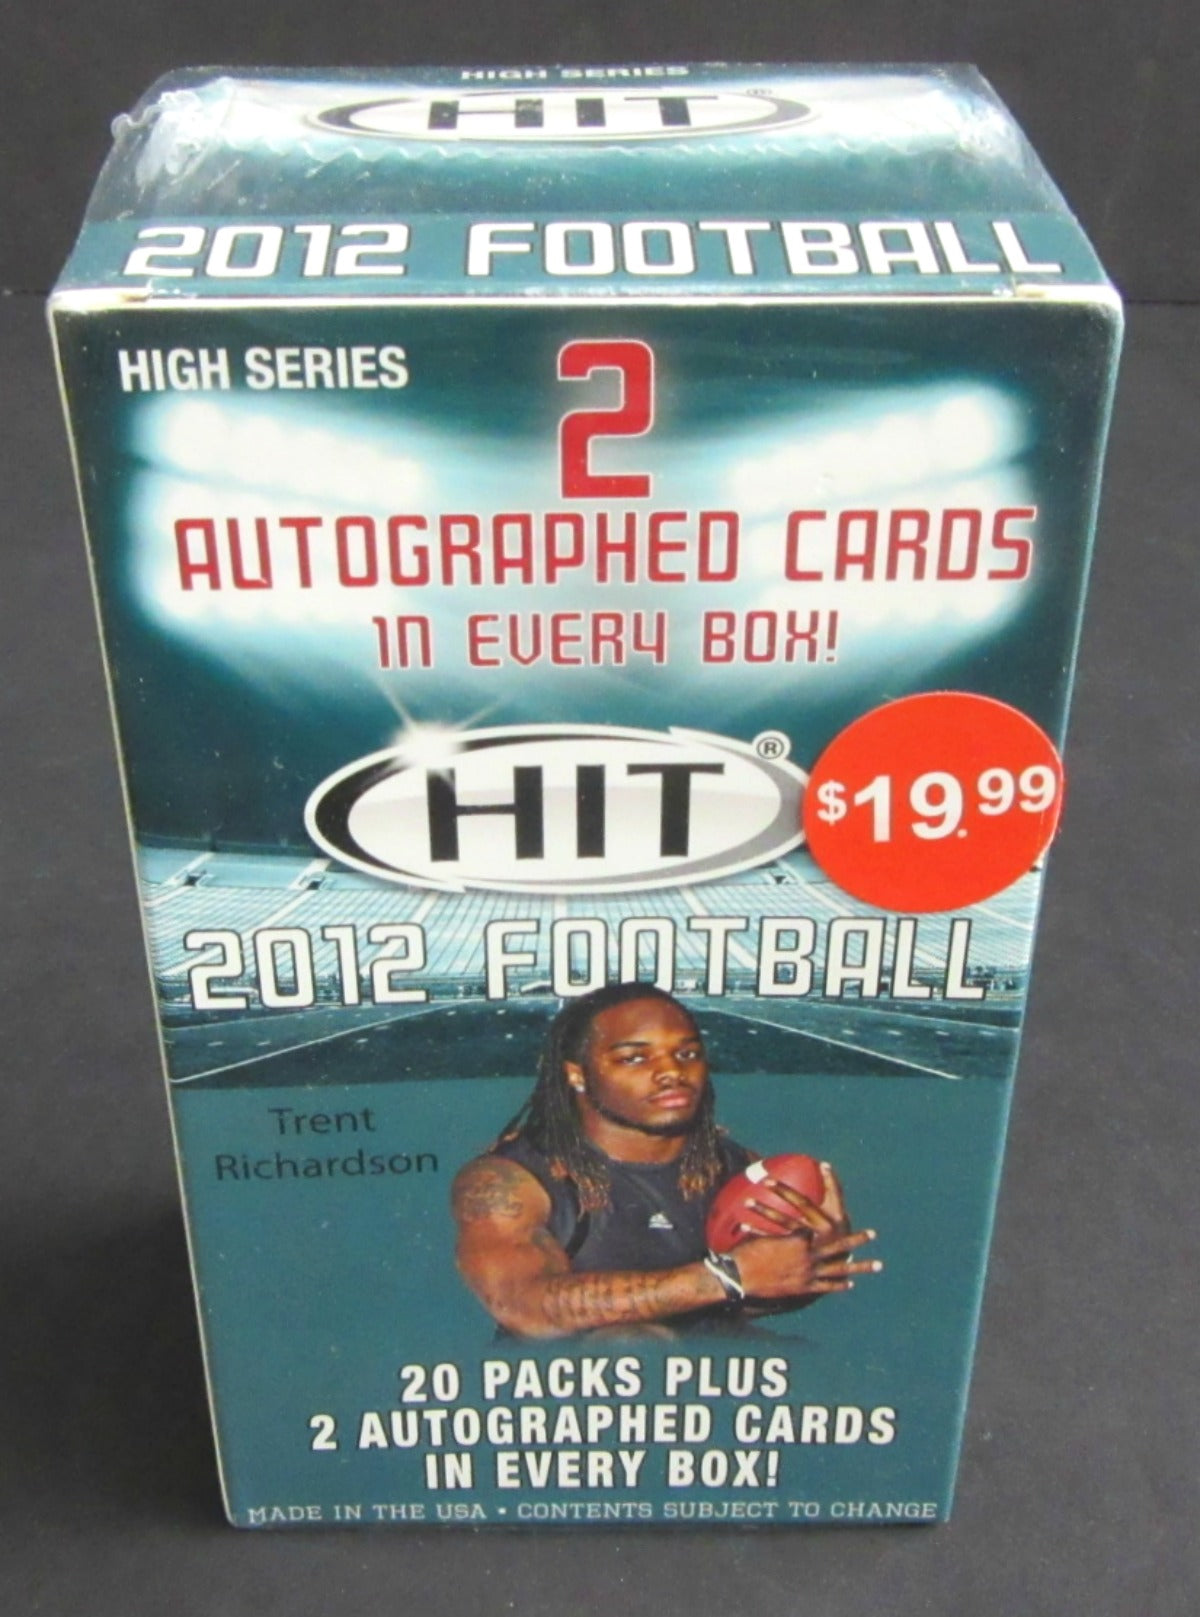 HIGH SERIES
HIT
2012 FOOTBALL
HIGH SERIES
2
AUTOGRAPHED CARDS
IN EVERY BOX!
HIT®
$19.99
2012 FOOTBALL
Trent
Richardson
20 PACKS PLUS
2 AUTOGRAPHED CARDS
IN EVERY BOX!
MADE IN THE USA • CONTENTS SUBJECT TO CHANGE